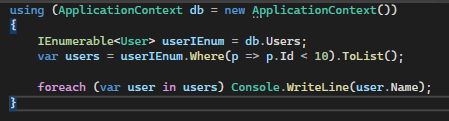 using (ApplicationContext db = new ApplicationContext())
{
IEnumerable<User> userIEnum = db.Users;
var users = userIEnum.Where(p => p.Id < 10).ToList();
foreach (var user in users) Console.WriteLine(user.Name);
}